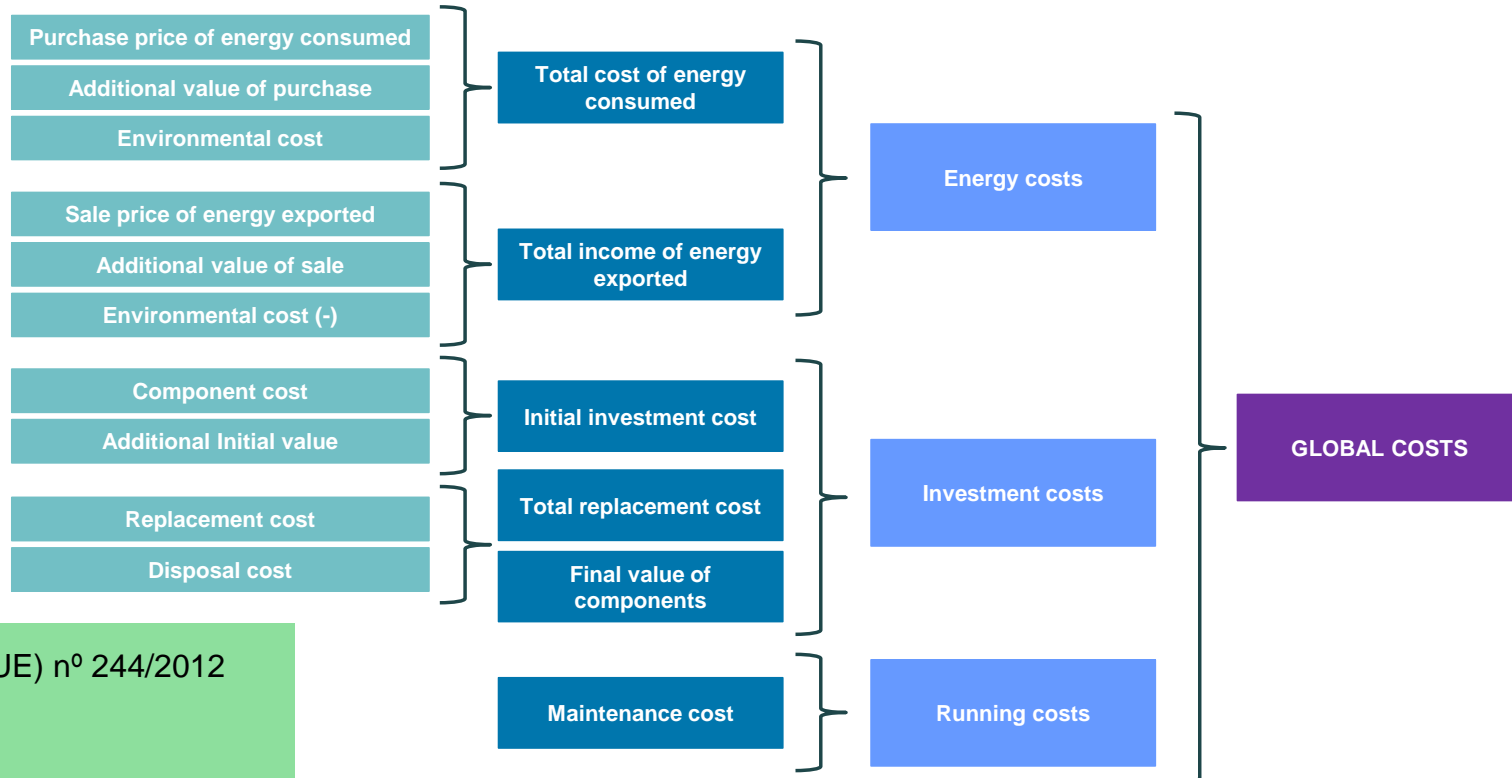 Purchase price of energy consumed
Additional value of purchase
Environmental cost
Total cost of energy
consumed
Sale price of energy exported
Additional value of sale
Environmental cost (-)
Total income of energy
exported
Energy costs
Component cost
Additional Initial value
Initial investment cost
Replacement cost
Disposal cost
Total replacement cost
Final value of
components
Investment costs
Maintenance cost
Running costs
GLOBAL COSTS
UE) nº 244/2012